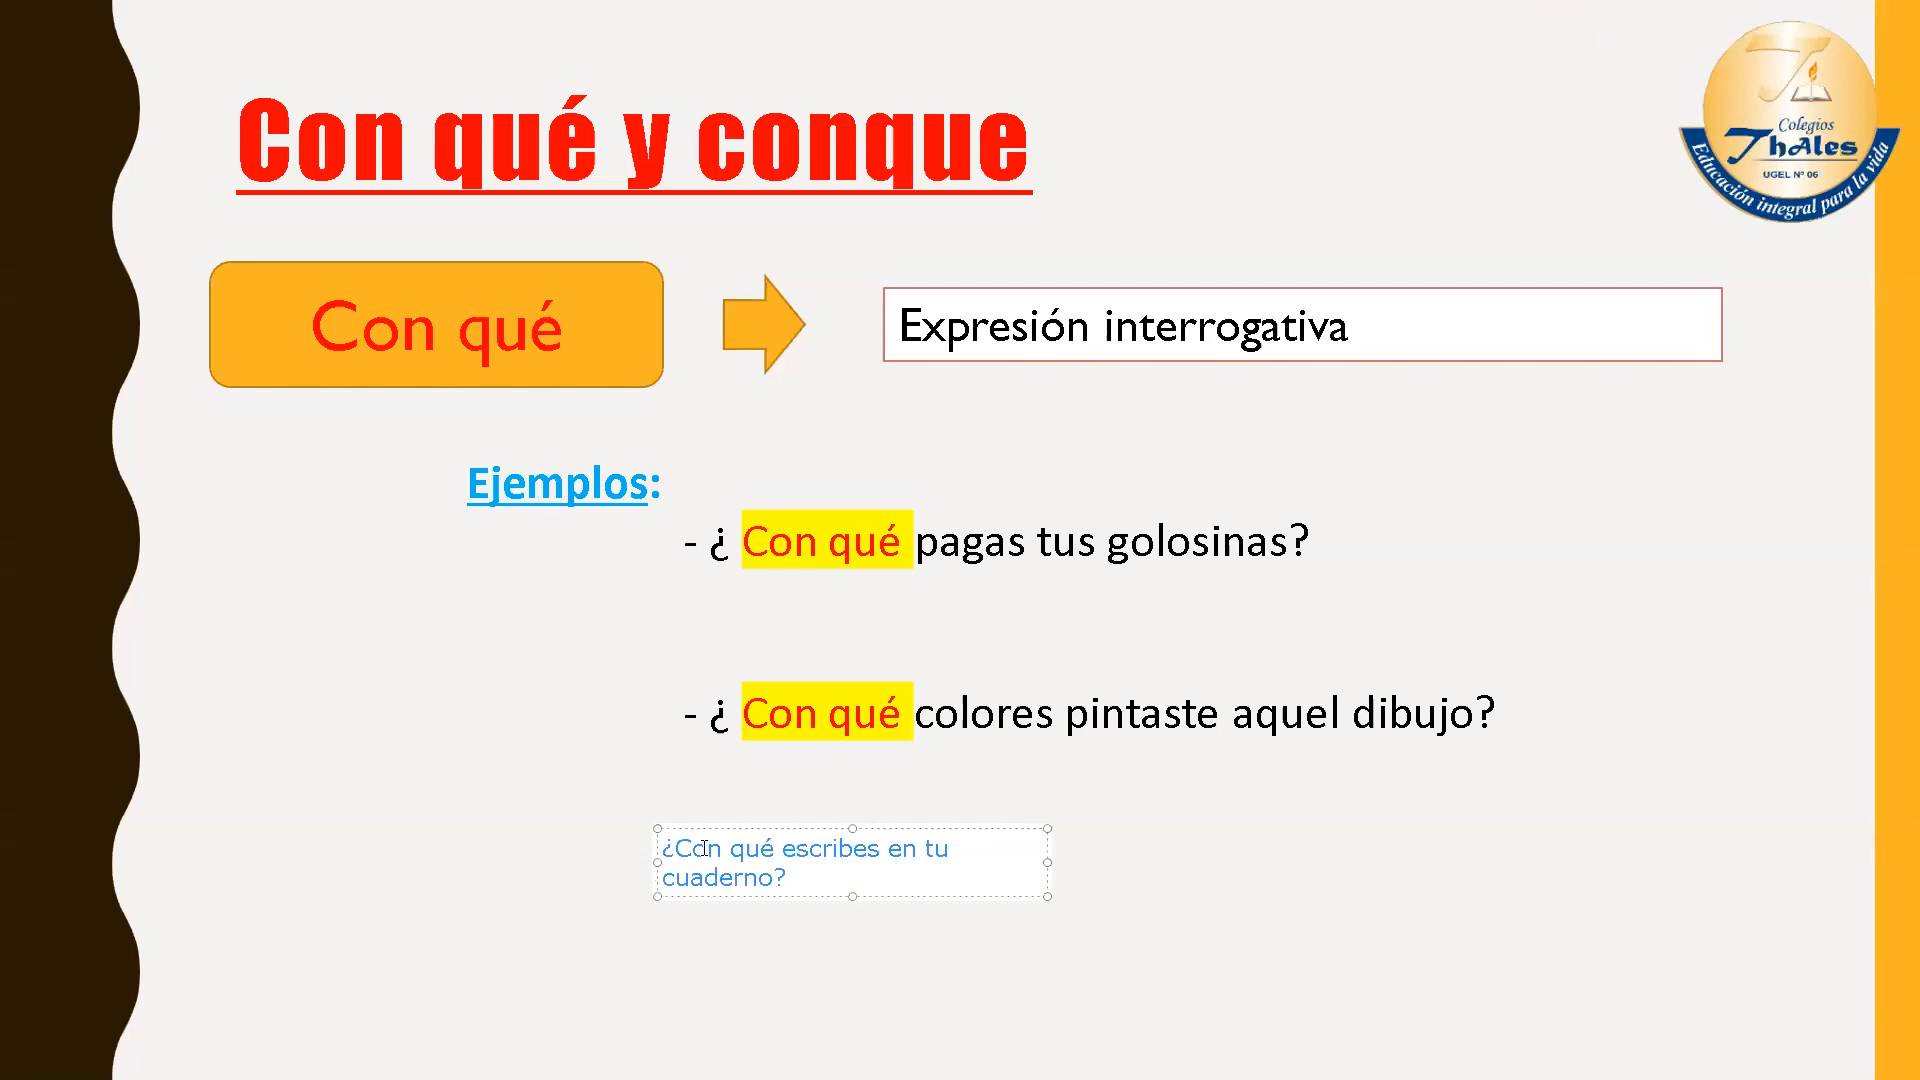 Con qué y conque
Colegios
Thales
UGEL Nº 06
Educación integral para la vida
Con qué
Expresión interrogativa
Ejemplos:
- ¿ Con qué pagas tus golosinas?
- ¿ Con qué colores pintaste aquel dibujo?
¿Con qué escribes en tu
cuaderno?